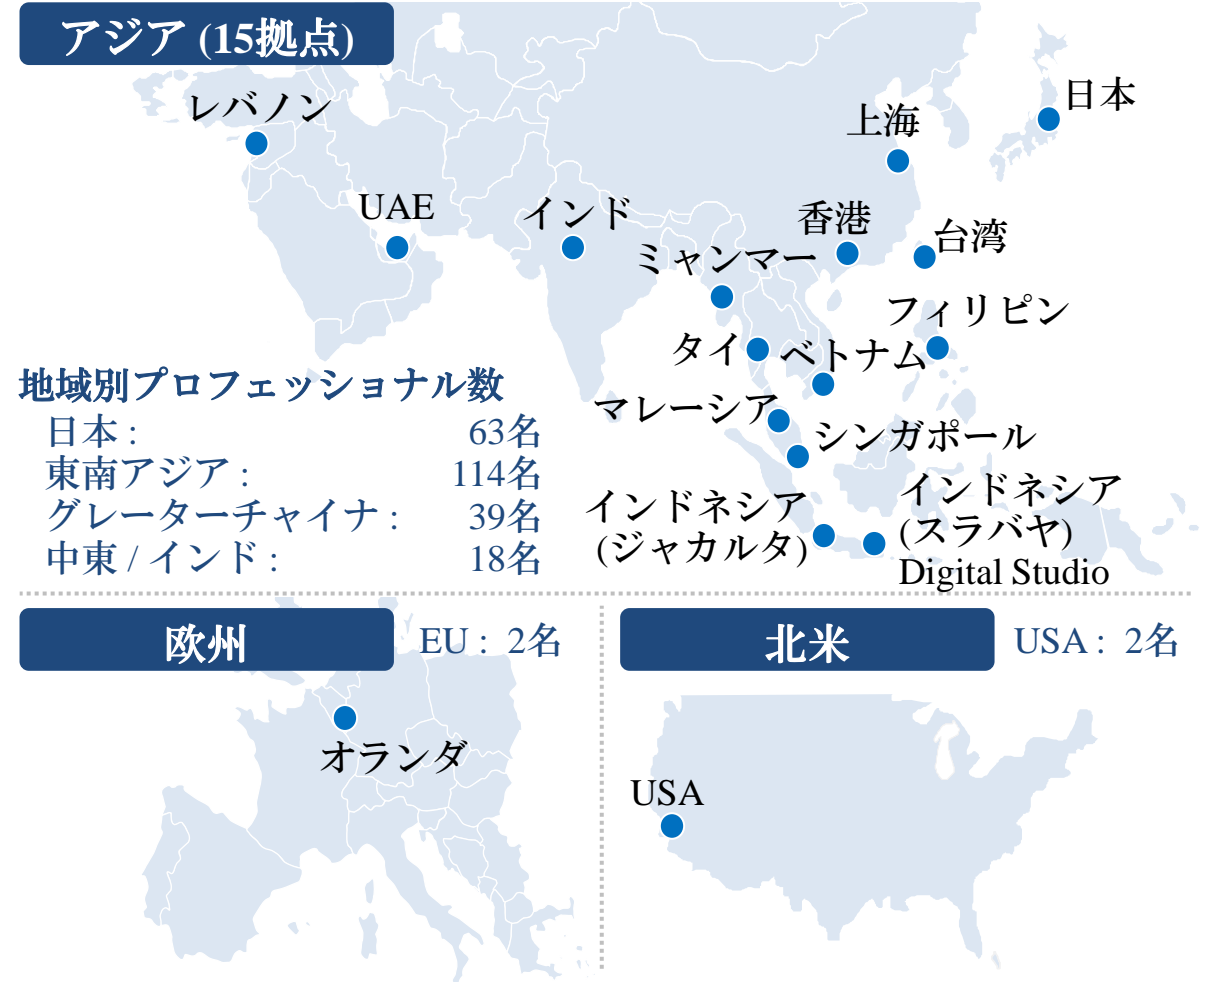 アジア (15拠点)
レバノン
日本
上海
UAE
インド
香港
台湾
ミャンマー
フィリピン
タイ
ベトナム
マレーシア
シンガポール
インドネシア
(ジャカルタ)
インドネシア
(スラバヤ)
Digital Studio
地域別プロフェッショナル数
日本 : 63名
東南アジア : 114名
グレーターチャイナ : 39名
中東 / インド : 18名
欧州
EU : 2名
オランダ
北米
USA : 2名
USA